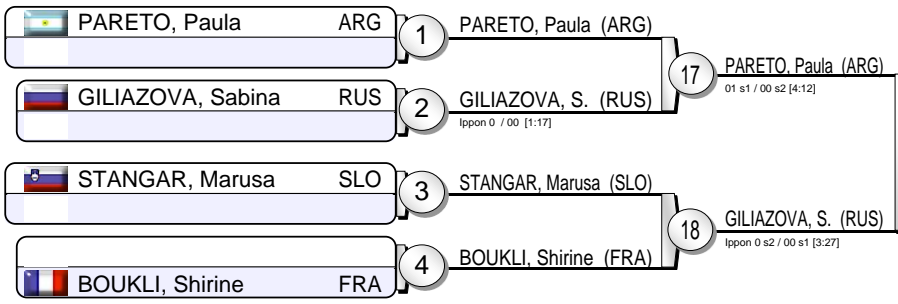 PARETO, Paula ARG
1
PARETO, Paula (ARG)
17
PARETO, Paula (ARG)
01 s1 / 00 s2 [4:12]
GILIAZOVA, Sabina RUS
2
GILIAZOVA, S. (RUS)
Ippon 0 / 00 [1:17]
STANGAR, Marusa SLO
3
STANGAR, Marusa (SLO)
18
GILIAZOVA, S. (RUS)
Ippon 0 s2 / 00 s1 [3:27]
BOUKLI, Shirine FRA
4
BOUKLI, Shirine (FRA)